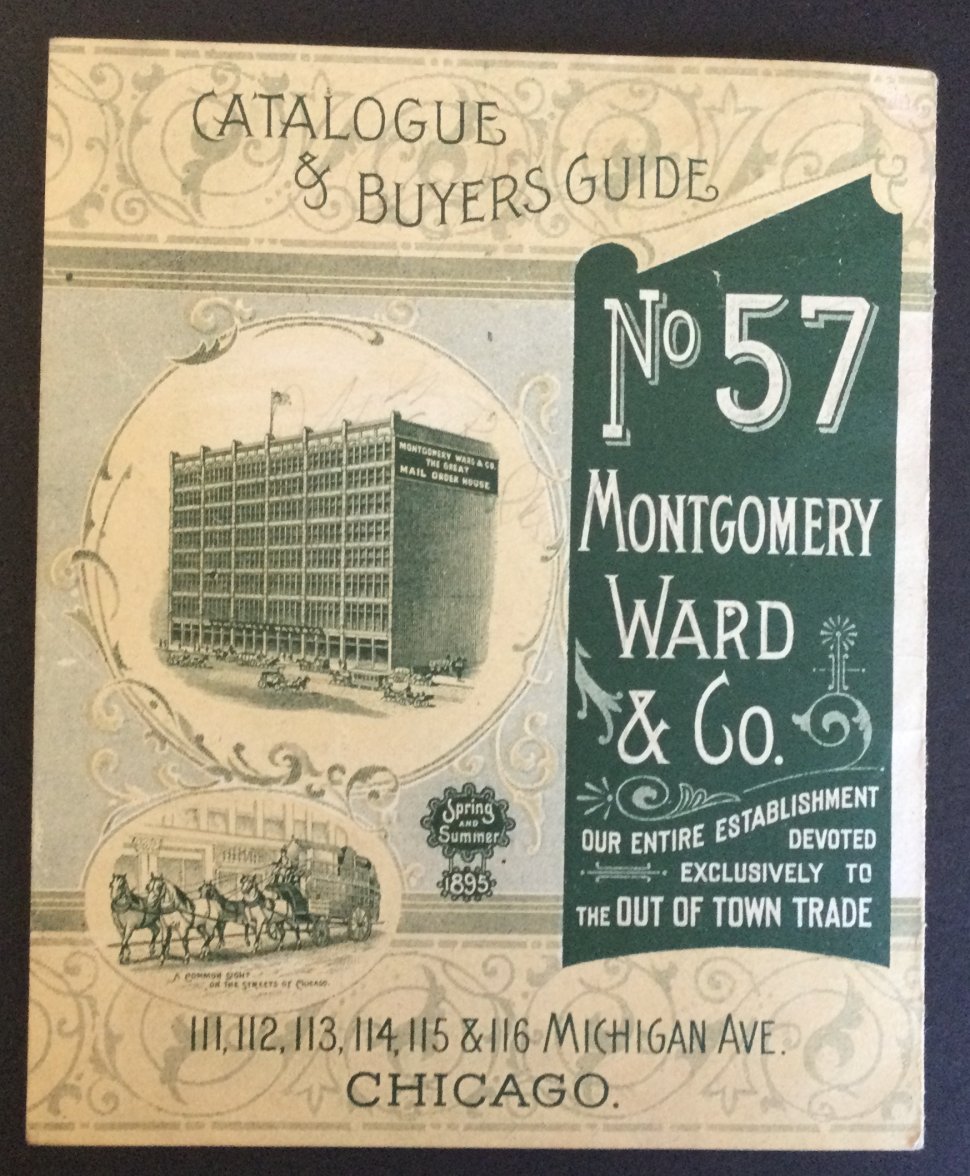 CATALOGUE
& BUYERS GUIDE
No 57
MONTGOMERY
WARD
& Co.
OUR ENTIRE ESTABLISHMENT
DEVOTED
EXCLUSIVELY TO
THE OUT OF TOWN TRADE
MONTGOMERY WARD & CO.
THE GREAT
MAIL ORDER HOUSE
Spring
AND
Summer
1895
A COMMON SIGHT
ON THE STREETS OF CHICAGO.
111, 112, 113, 114, 115 & 116 MICHIGAN AVE.
CHICAGO.